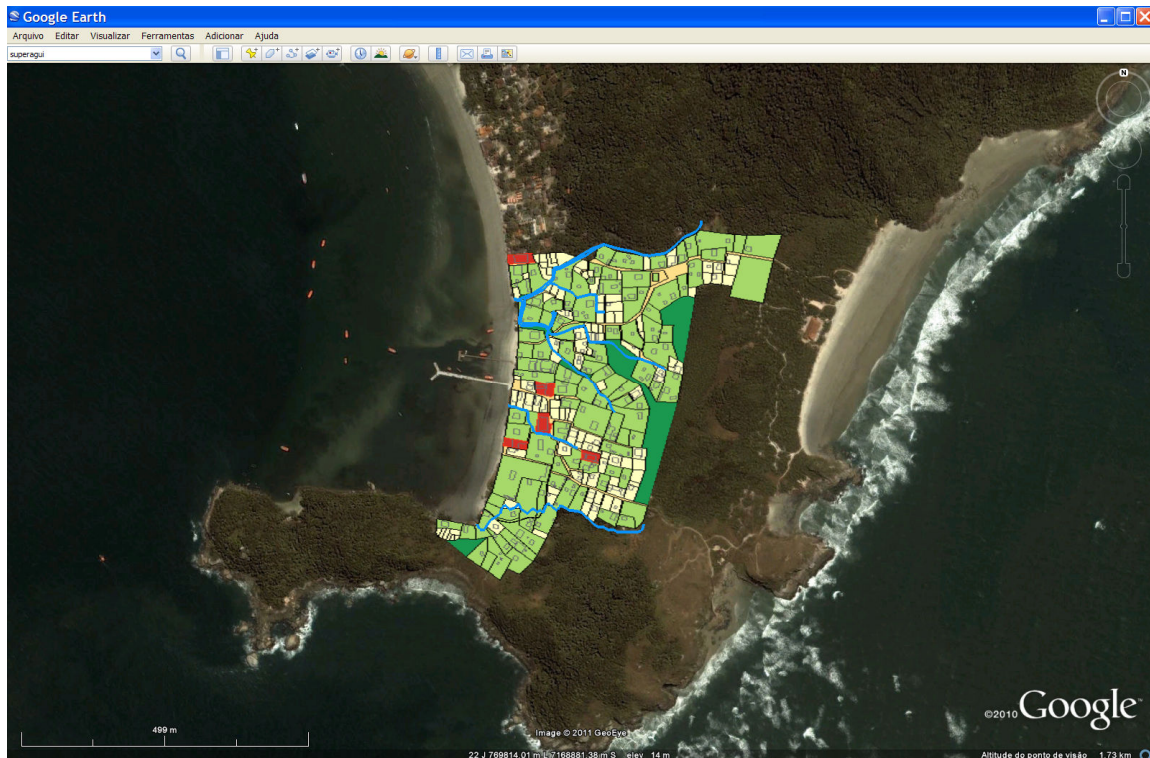 Google Earth
Arquivo Editar Visualizar Ferramentas Adicionar Ajuda
superagui
N
©2010 Google
499 m
Image © 2011 GeoEye
22 J 769814.01 m L 7168881.38 m S elev 14 m
Altitude do ponto de visão 1.73 km